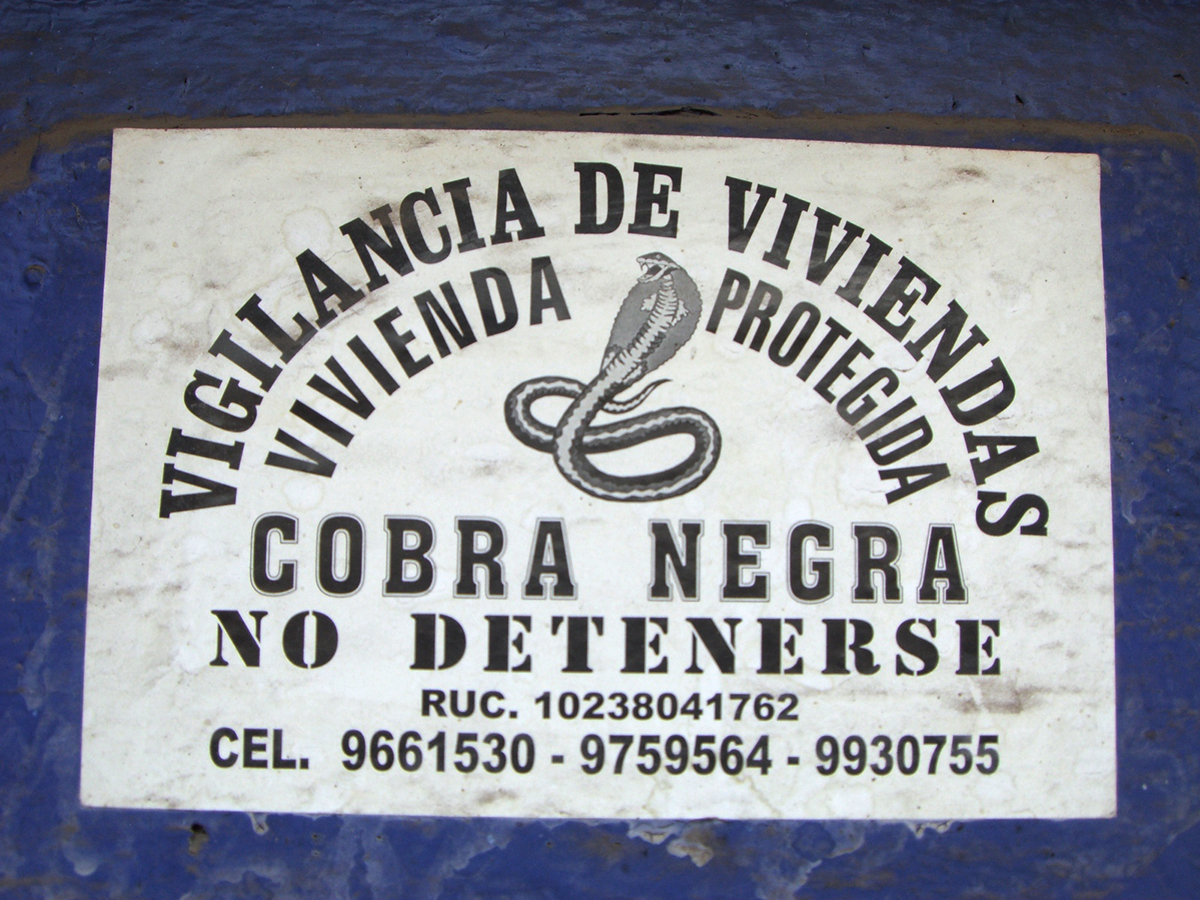 VIGILANCIA DE VIVIENDAS
VIVIENDA PROTEGIDA
COBRA NEGRA
NO DETENERSE
RUC. 10238041762
CEL. 9661530 - 9759564 - 9930755